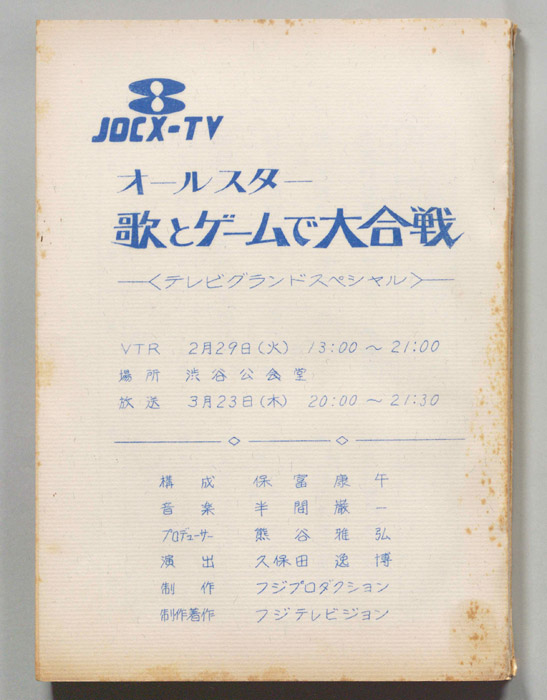 JOCX-TV
オールスター
歌とゲームで大合戦
〈テレビグランドスペシャル〉
VTR 2月29日(火) 13:00～21:00
場所 渋谷公会堂
放送 3月23日(木) 20:00～21:30
構成 保富康午
音楽 半間巌一
プロデューサー 熊谷雅弘
演出 久保田逸博
制作 フジプロダクション
制作著作 フジテレビジョン